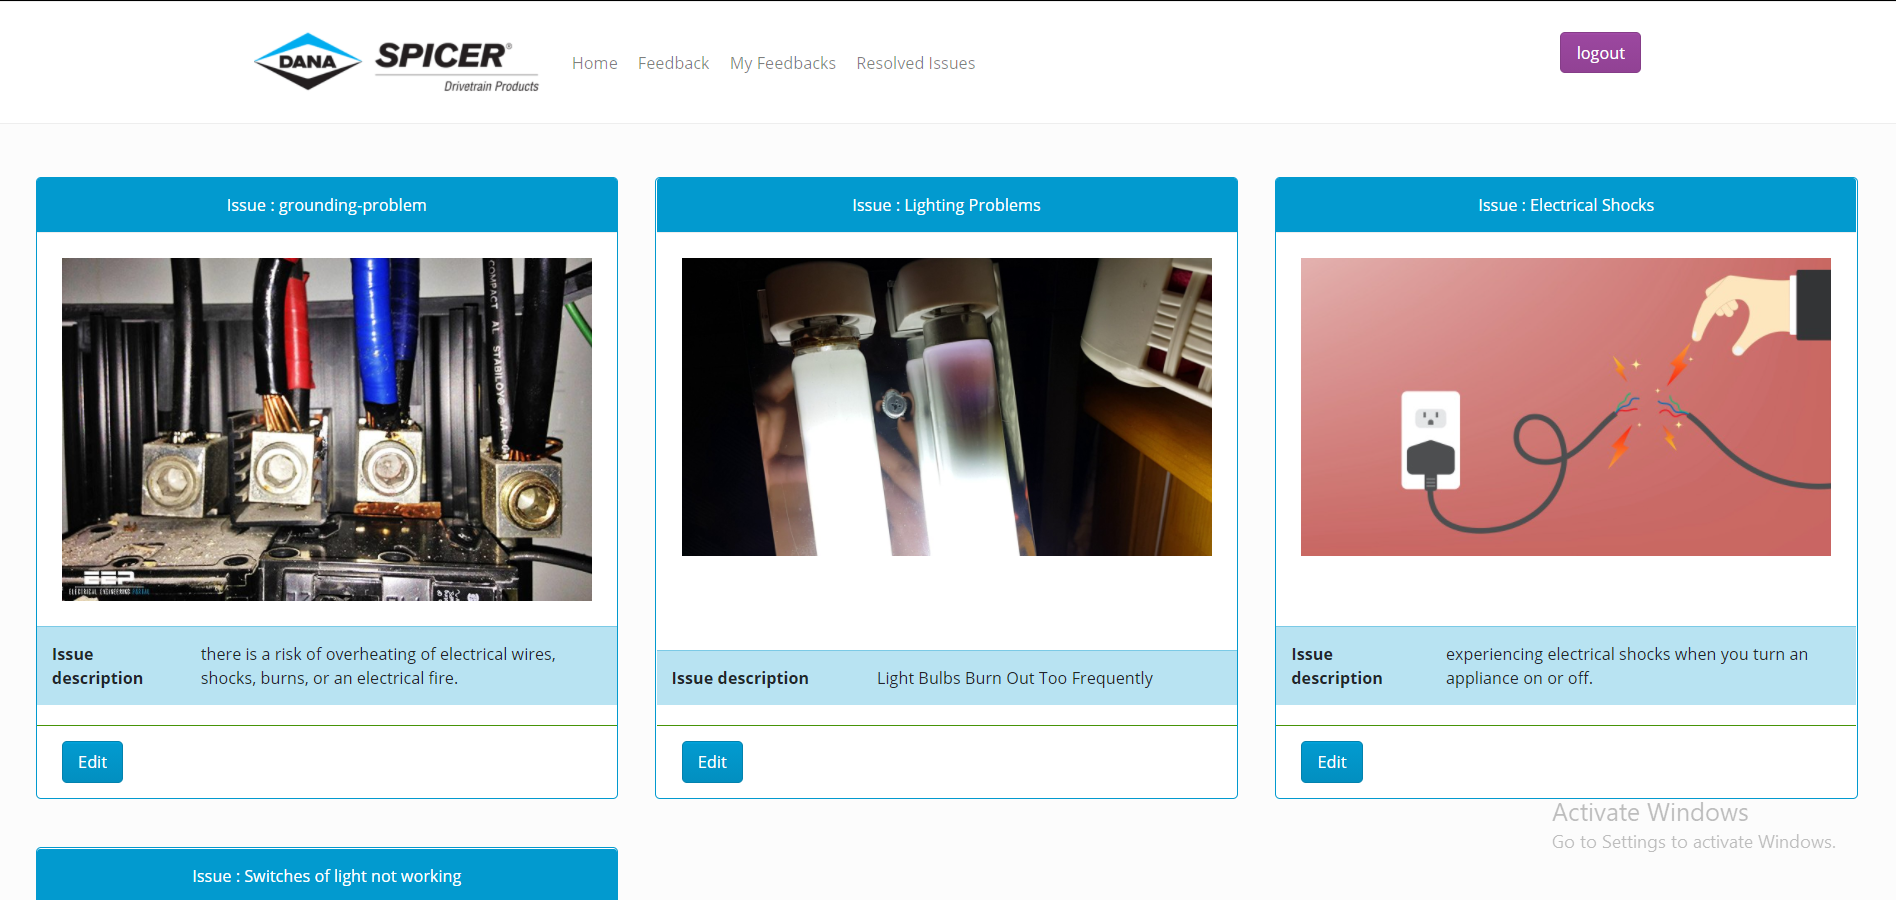 DANA
SPICER®
Drivetrain Products
Home Feedback My Feedbacks Resolved Issues
logout
Issue : grounding-problem
COMPACT AL STABILOY
EEP
ELECTRICAL ENGINEERING PORTAL
Issue description
there is a risk of overheating of electrical wires,
shocks, burns, or an electrical fire.
Edit
Issue : Lighting Problems
Issue description
Light Bulbs Burn Out Too Frequently
Edit
Issue : Electrical Shocks
Issue description
experiencing electrical shocks when you turn an
appliance on or off.
Edit
Issue : Switches of light not working
Activate Windows
Go to Settings to activate Windows.